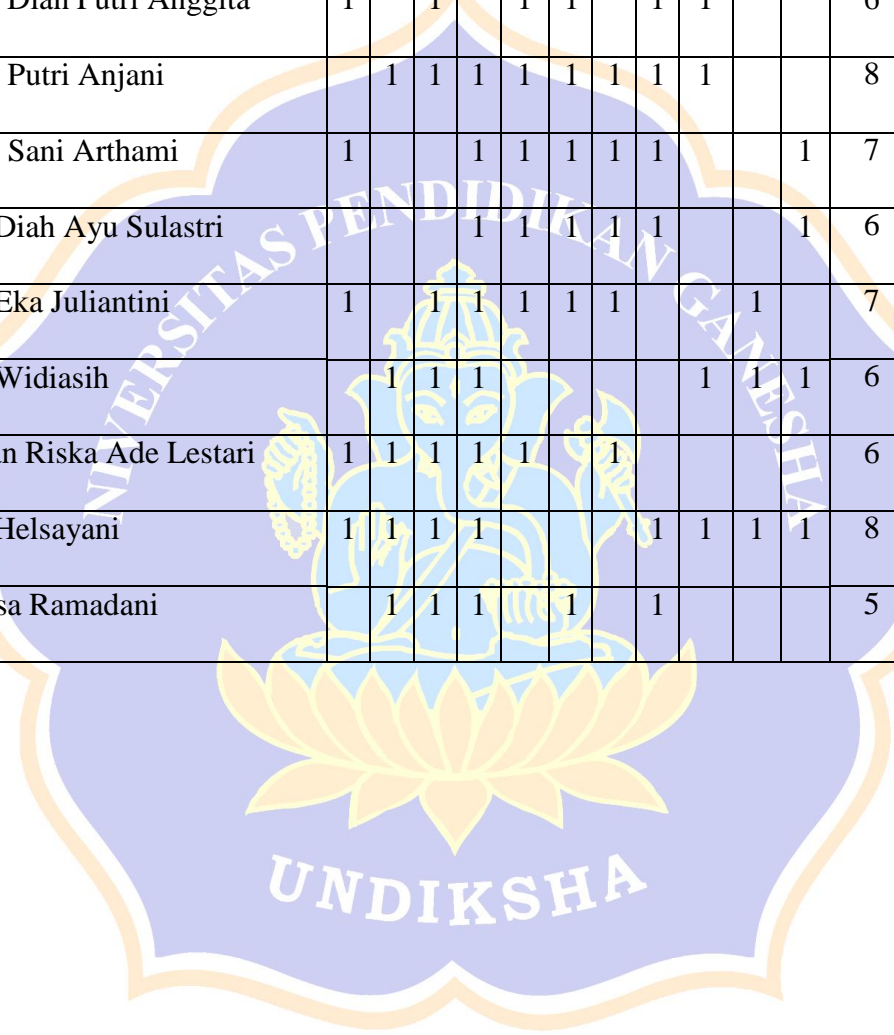 Putri Anggita 1 1 1 1 1 1 6
Putri Anjani 1 1 1 1 1 1 1 1 8
Sani Arthami 1 1 1 1 1 1 1 7
Diah Ayu Sulastri 1 1 1 1 1 1 6
Eka Juliantini 1 1 1 1 1 1 1 7
Widiasih 1 1 1 1 1 1 6
an Riska Ade Lestari 1 1 1 1 1 1 6
Helsayani 1 1 1 1 1 1 1 1 8
sa Ramadani 1 1 1 1 1 5
NIVERSITAS PENDIDIKAN GANESHA
UNDIKSHA